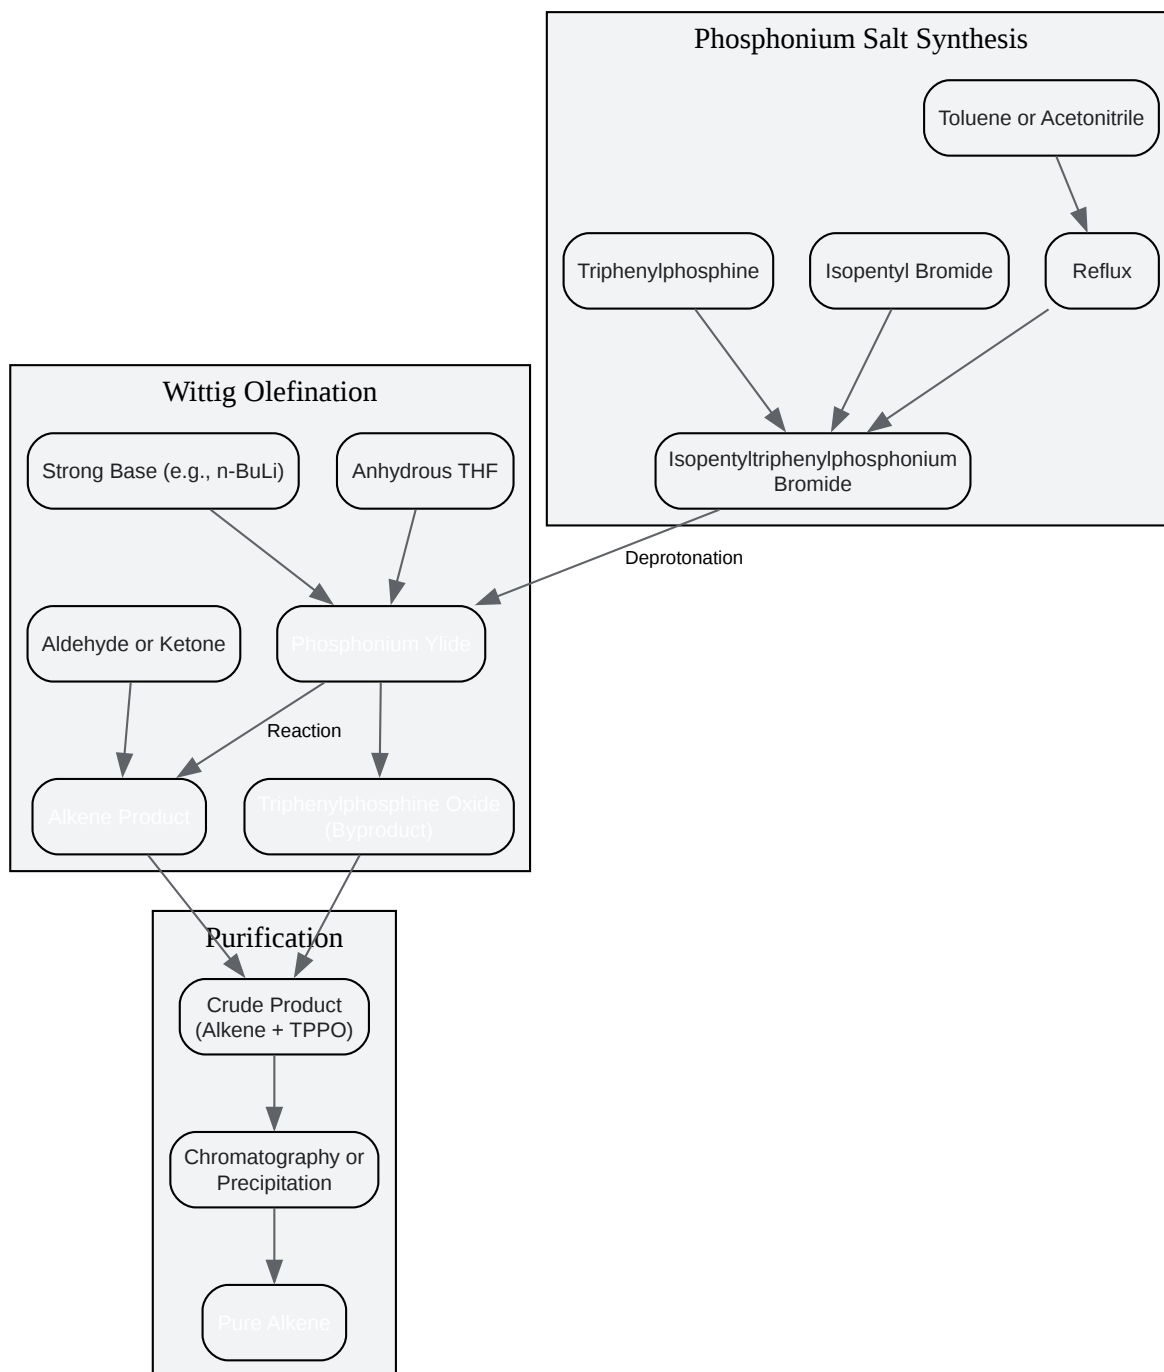 Phosphonium Salt Synthesis
Toluene or Acetonitrile
Triphenylphosphine
Isopentyl Bromide
Reflux
Isopentyltriphenylphosphonium
Bromide
Deprotonation
Wittig Olefination
Strong Base (e.g., n-BuLi)
Anhydrous THF
Aldehyde or Ketone
Phosphonium Ylide
Reaction
Alkene Product
Triphenylphosphine Oxide
(Byproduct)
Purification
Crude Product
(Alkene + TPPO)
Chromatography or
Precipitation
Pure Alkene